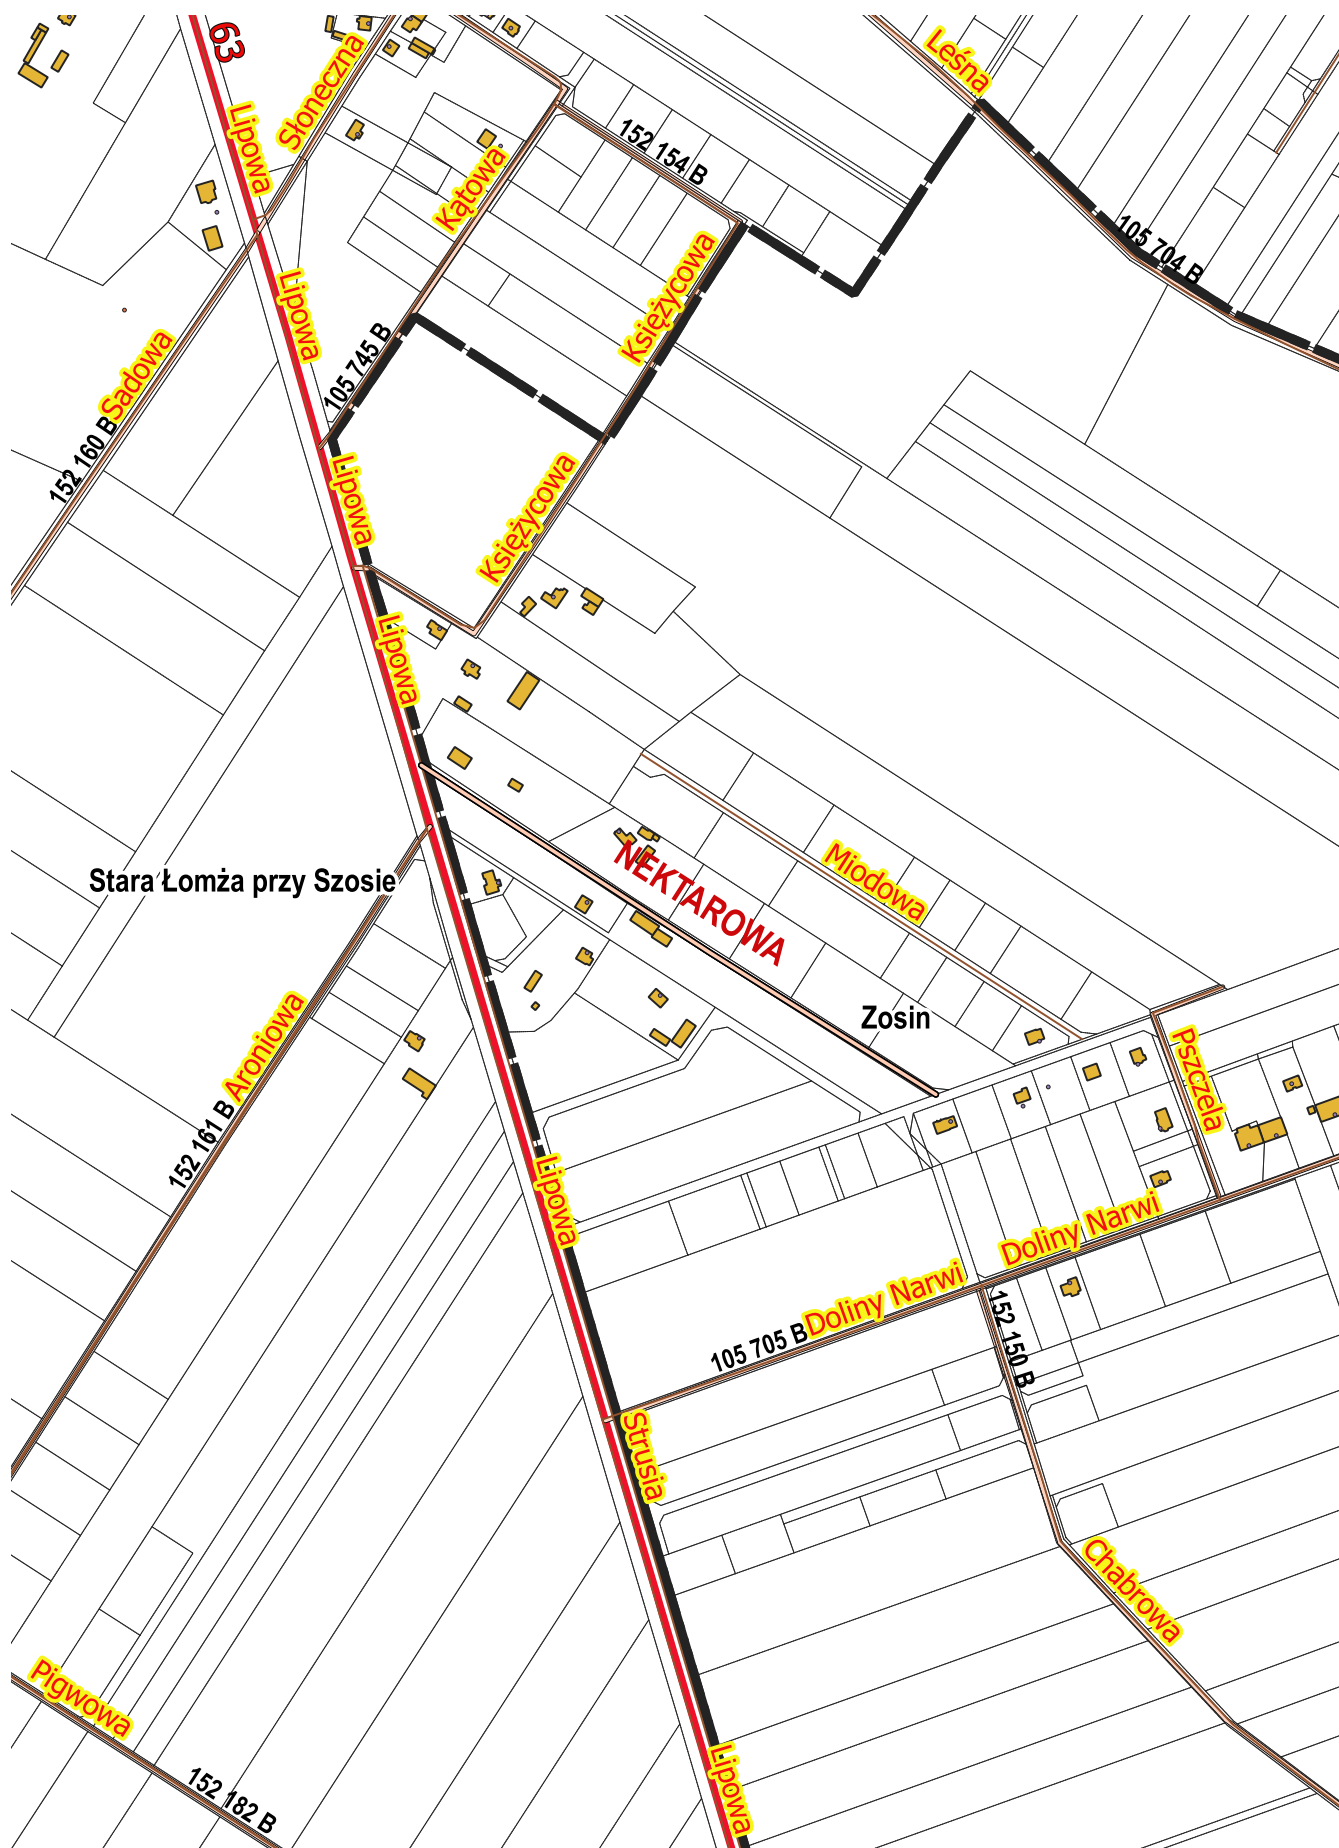 63
Leśna
Słoneczna
Lipowa
152 154 B
Kątowa
105 704 B
Księżycowa
Lipowa
105 745 B
Sadowa
152 160 B
Lipowa
Księżycowa
Lipowa
Stara Łomża przy Szosie
NEKTAROWA
Miodowa
Zosin
Aroniowa
Pszczela
152 161 B
Lipowa
Doliny Narwi
Doliny Narwi
105 705 B
152 150 B
Strusia
Chabrowa
Pigwowa
Lipowa
152 182 B